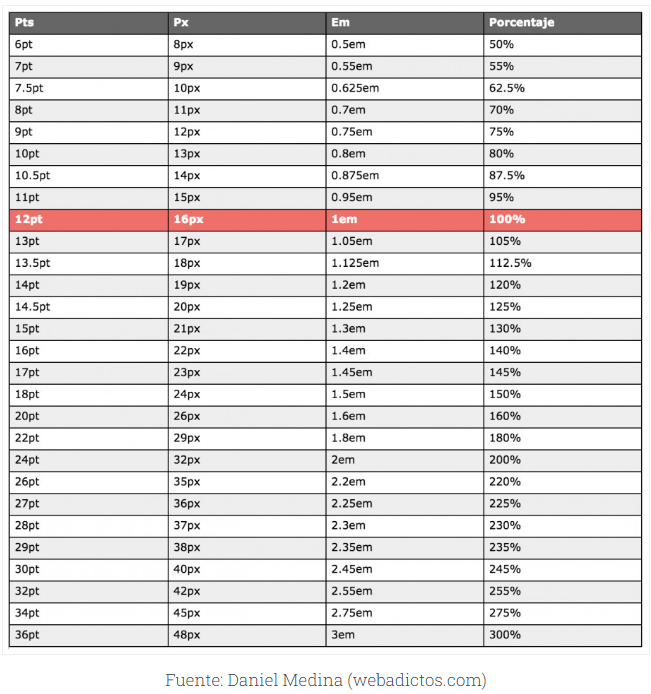 Pts Px Em Porcentaje
6pt 8px 0.5em 50%
7pt 9px 0.55em 55%
7.5pt 10px 0.625em 62.5%
8pt 11px 0.7em 70%
9pt 12px 0.75em 75%
10pt 13px 0.8em 80%
10.5pt 14px 0.875em 87.5%
11pt 15px 0.95em 95%
12pt 16px 1em 100%
13pt 17px 1.05em 105%
13.5pt 18px 1.125em 112.5%
14pt 19px 1.2em 120%
14.5pt 20px 1.25em 125%
15pt 21px 1.3em 130%
16pt 22px 1.4em 140%
17pt 23px 1.45em 145%
18pt 24px 1.5em 150%
20pt 26px 1.6em 160%
22pt 29px 1.8em 180%
24pt 32px 2em 200%
26pt 35px 2.2em 220%
27pt 36px 2.25em 225%
28pt 37px 2.3em 230%
29pt 38px 2.35em 235%
30pt 40px 2.45em 245%
32pt 42px 2.55em 255%
34pt 45px 2.75em 275%
36pt 48px 3em 300%
Fuente: Daniel Medina (webadictos.com)